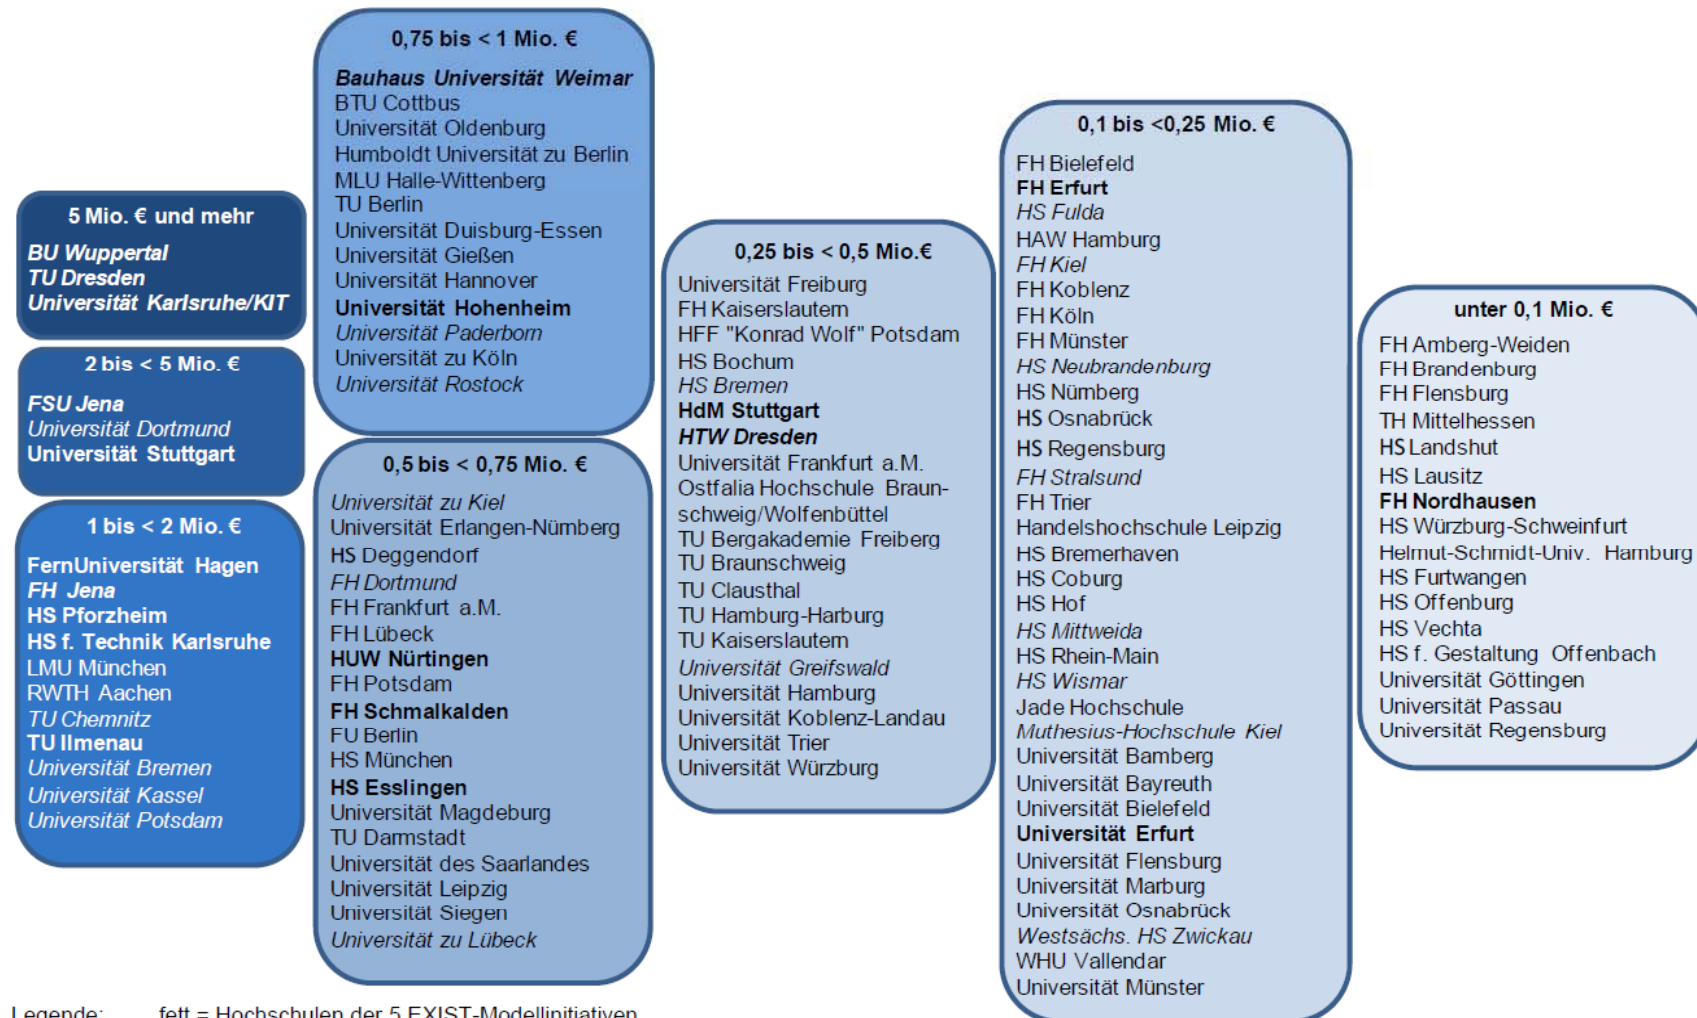 5 Mio. € und mehr
BU Wuppertal
TU Dresden
Universität Karlsruhe/KIT
2 bis < 5 Mio. €
FSU Jena
Universität Dortmund
Universität Stuttgart
1 bis < 2 Mio. €
FernUniversität Hagen
FH Jena
HS Pforzheim
HS f. Technik Karlsruhe
LMU München
RWTH Aachen
TU Chemnitz
TU Ilmenau
Universität Bremen
Universität Kassel
Universität Potsdam
0,75 bis < 1 Mio. €
Bauhaus Universität Weimar
BTU Cottbus
Universität Oldenburg
Humboldt Universität zu Berlin
MLU Halle-Wittenberg
TU Berlin
Universität Duisburg-Essen
Universität Gießen
Universität Hannover
Universität Hohenheim
Universität Paderborn
Universität zu Köln
Universität Rostock
0,5 bis < 0,75 Mio. €
Universität zu Kiel
Universität Erlangen-Nürnberg
HS Deggendorf
FH Dortmund
FH Frankfurt a.M.
FH Lübeck
HUW Nürtingen
FH Potsdam
FH Schmalkalden
FU Berlin
HS München
HS Esslingen
Universität Magdeburg
TU Darmstadt
Universität des Saarlandes
Universität Leipzig
Universität Siegen
Universität zu Lübeck
0,25 bis < 0,5 Mio.€
Universität Freiburg
FH Kaiserslautern
HFF "Konrad Wolf" Potsdam
HS Bochum
HS Bremen
HdM Stuttgart
HTW Dresden
Universität Frankfurt a.M.
Ostfalia Hochschule Braun-
schweig/Wolfenbüttel
TU Bergakademie Freiberg
TU Braunschweig
TU Clausthal
TU Hamburg-Harburg
TU Kaiserslautern
Universität Greifswald
Universität Hamburg
Universität Koblenz-Landau
Universität Trier
Universität Würzburg
0,1 bis <0,25 Mio. €
FH Bielefeld
FH Erfurt
HS Fulda
HAW Hamburg
FH Kiel
FH Koblenz
FH Köln
FH Münster
HS Neubrandenburg
HS Nürnberg
HS Osnabrück
HS Regensburg
FH Stralsund
FH Trier
Handelshochschule Leipzig
HS Bremerhaven
HS Coburg
HS Hof
HS Mittweida
HS Rhein-Main
HS Wismar
Jade Hochschule
Muthesius-Hochschule Kiel
Universität Bamberg
Universität Bayreuth
Universität Bielefeld
Universität Erfurt
Universität Flensburg
Universität Marburg
Universität Osnabrück
Westsächs. HS Zwickau
WHU Vallendar
Universität Münster
unter 0,1 Mio. €
FH Amberg-Weiden
FH Brandenburg
FH Flensburg
TH Mittelhessen
HS Landshut
HS Lausitz
FH Nordhausen
HS Würzburg-Schweinfurt
Helmut-Schmidt-Univ. Hamburg
HS Furtwangen
HS Offenburg
HS Vechta
HS f. Gestaltung Offenbach
Universität Göttingen
Universität Passau
Universität Regensburg
Legende: fett = Hochschulen der 5 EXIST-Modellinitiativen